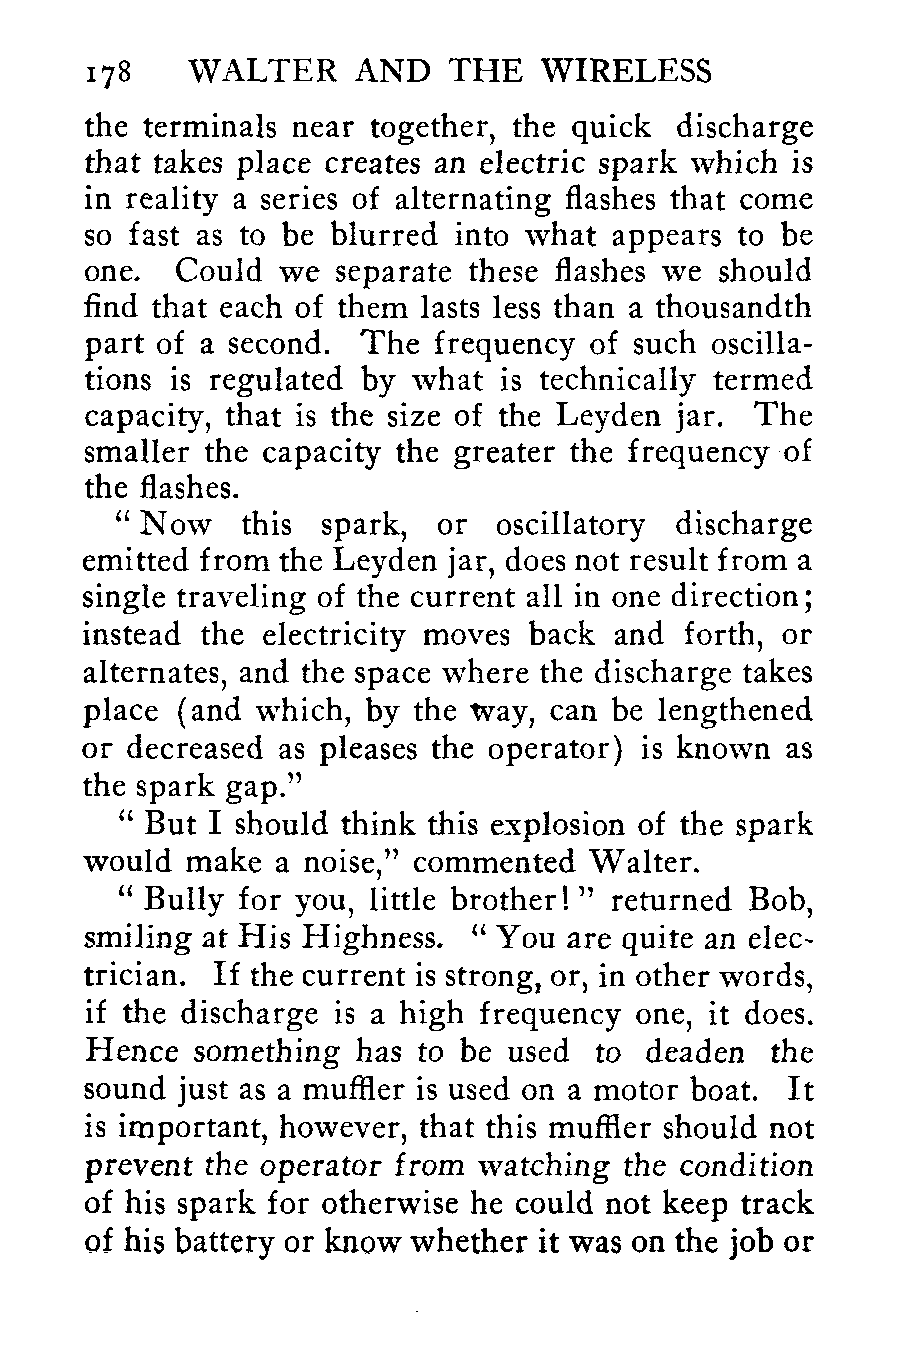 178 WALTER AND THE WIRELESS
the terminals near together, the quick discharge
that takes place creates an electric spark which is
in reality a series of alternating flashes that come
so fast as to be blurred into what appears to be
one. Could we separate these flashes we should
find that each of them lasts less than a thousandth
part of a second. The frequency of such oscilla-
tions is regulated by what is technically termed
capacity, that is the size of the Leyden jar. The
smaller the capacity the greater the frequency of
the flashes.
“ Now this spark, or oscillatory discharge
emitted from the Leyden jar, does not result from a
single traveling of the current all in one direction;
instead the electricity moves back and forth, or
alternates, and the space where the discharge takes
place (and which, by the way, can be lengthened
or decreased as pleases the operator) is known as
the spark gap.”
“ But I should think this explosion of the spark
would make a noise,” commented Walter.
“ Bully for you, little brother! ” returned Bob,
smiling at His Highness. “ You are quite an elec-
trician. If the current is strong, or, in other words,
if the discharge is a high frequency one, it does.
Hence something has to be used to deaden the
sound just as a muffler is used on a motor boat. It
is important, however, that this muffler should not
prevent the operator from watching the condition
of his spark for otherwise he could not keep track
of his battery or know whether it was on the job or